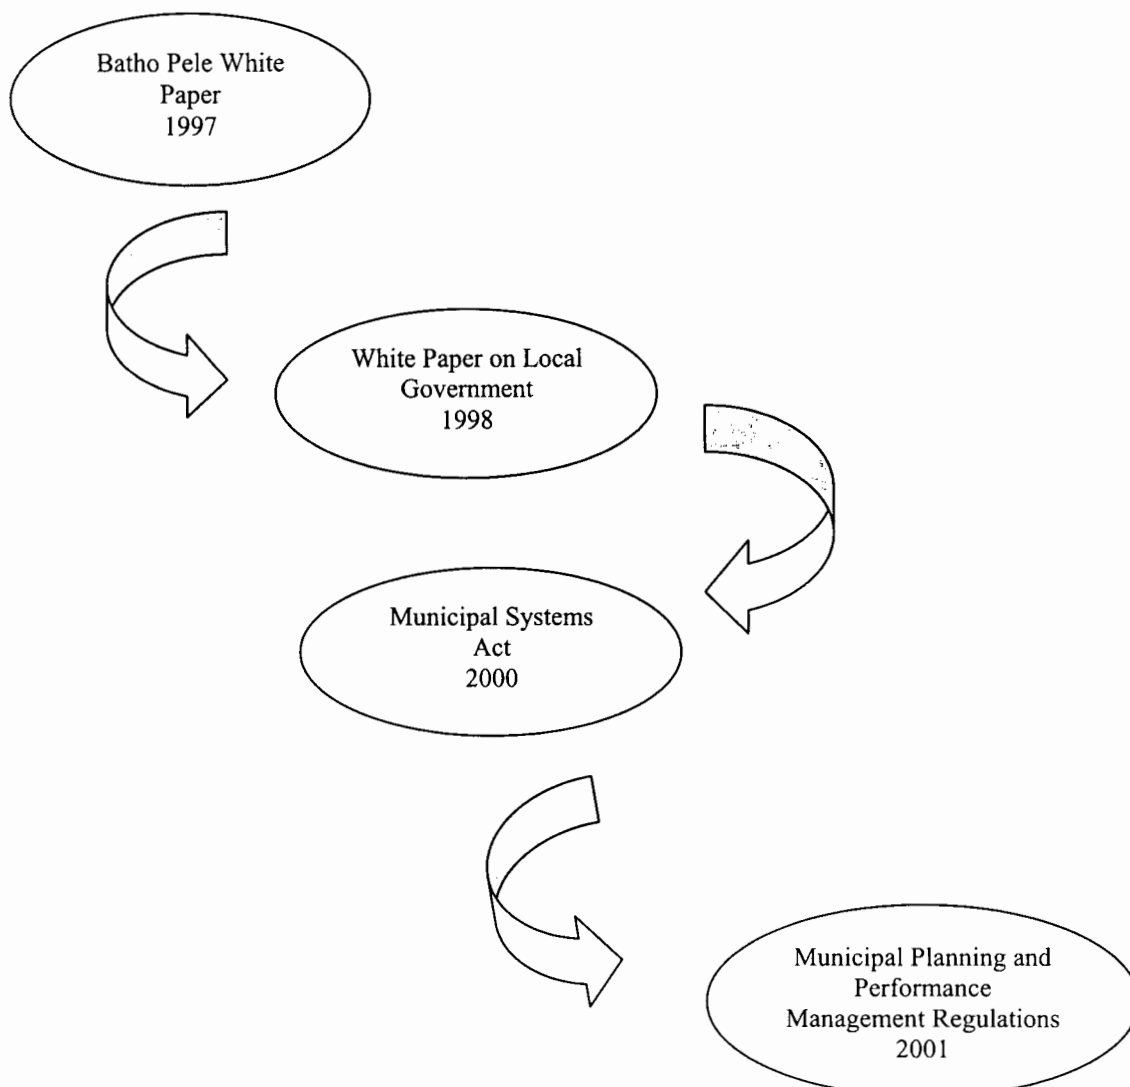 Batho Pele White
Paper
1997
White Paper on Local
Government
1998
Municipal Systems
Act
2000
Municipal Planning and
Performance
Management Regulations
2001